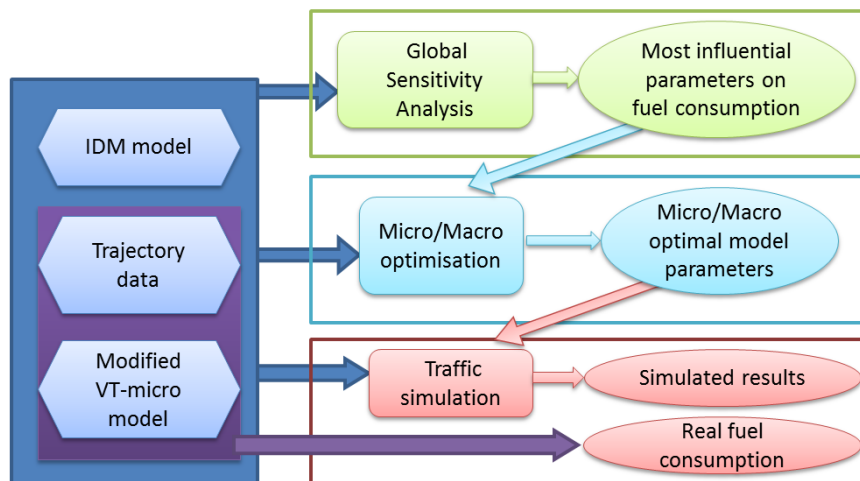 Global
Sensitivity
Analysis
Most influential
parameters on
fuel consumption
IDM model
Trajectory
data
Micro/Macro
optimisation
Micro/Macro
optimal model
parameters
Modified
VT-micro
model
Traffic
simulation
Simulated results
Real fuel
consumption